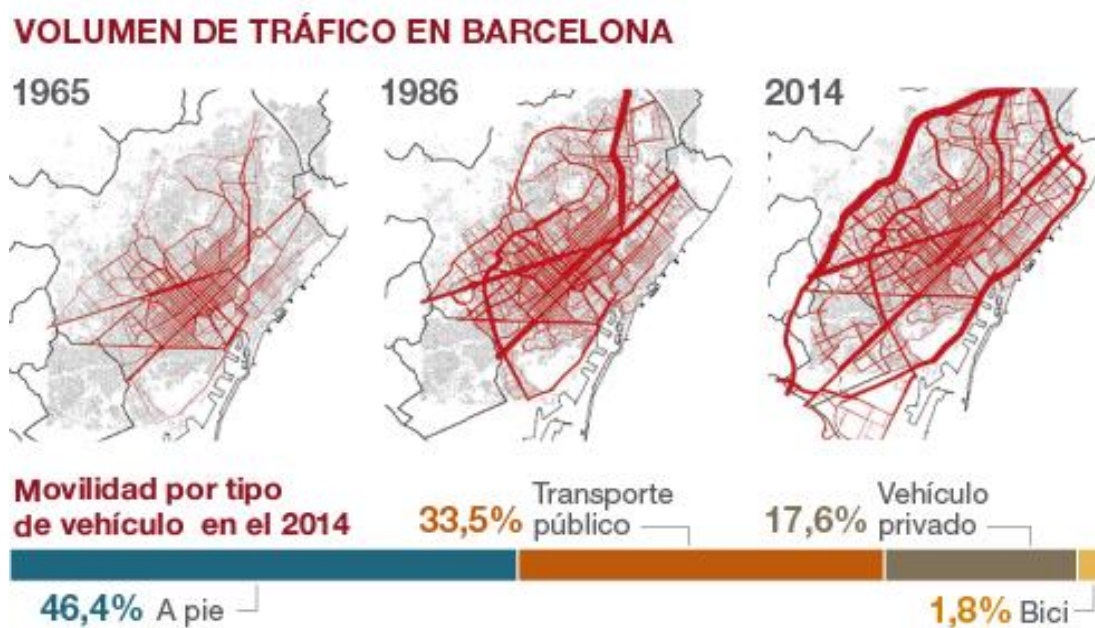 VOLUMEN DE TRÁFICO EN BARCELONA
1965
1986
2014
Movilidad por tipo
de vehículo en el 2014
33,5% Transporte
público
17,6% Vehículo
privado
46,4% A pie
1,8% Bici